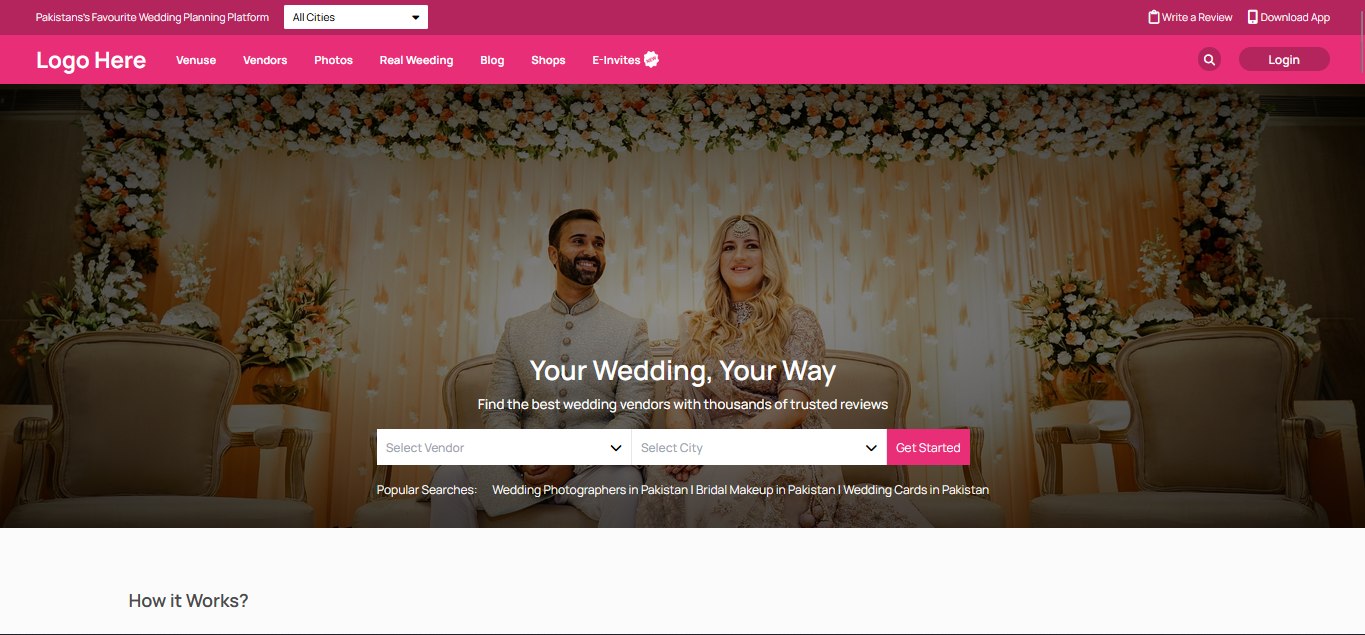 Pakistans's Favourite Wedding Planning Platform
All Cities
Write a Review
Download App
Logo Here
Venuse
Vendors
Photos
Real Weeding
Blog
Shops
E-Invites
NEW
Login
Your Wedding, Your Way
Find the best wedding vendors with thousands of trusted reviews
Select Vendor
Select City
Get Started
Popular Searches: Wedding Photographers in Pakistan | Bridal Makeup in Pakistan | Wedding Cards in Pakistan
How it Works?